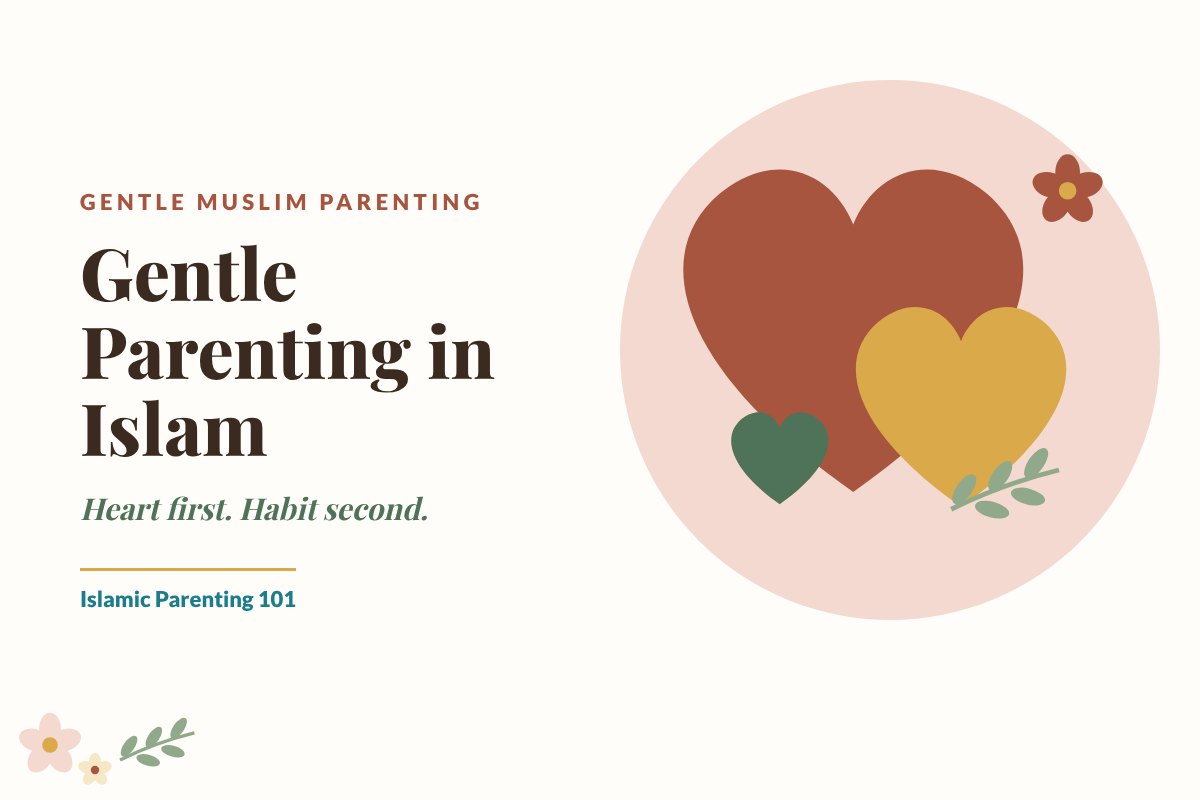 GENTLE MUSLIM PARENTING
Gentle
Parenting in
Islam
Heart first. Habit second.
Islamic Parenting 101